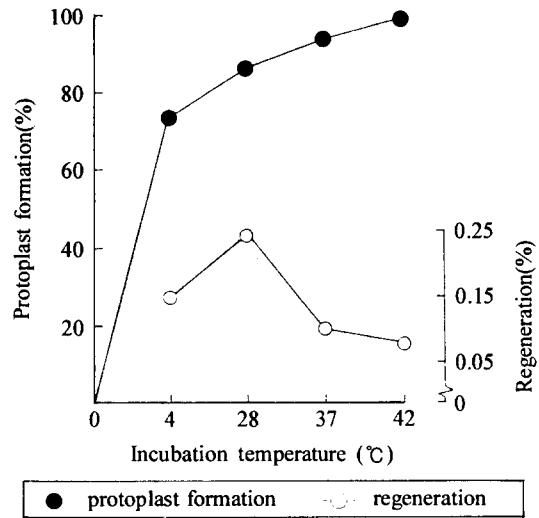 100
80
60
40
20
Protoplast formation(%)
0.25
0.15
0.05
0
Regeneration(%)
0 4 28 37 42
Incubation temperature (℃)
protoplast formation regeneration